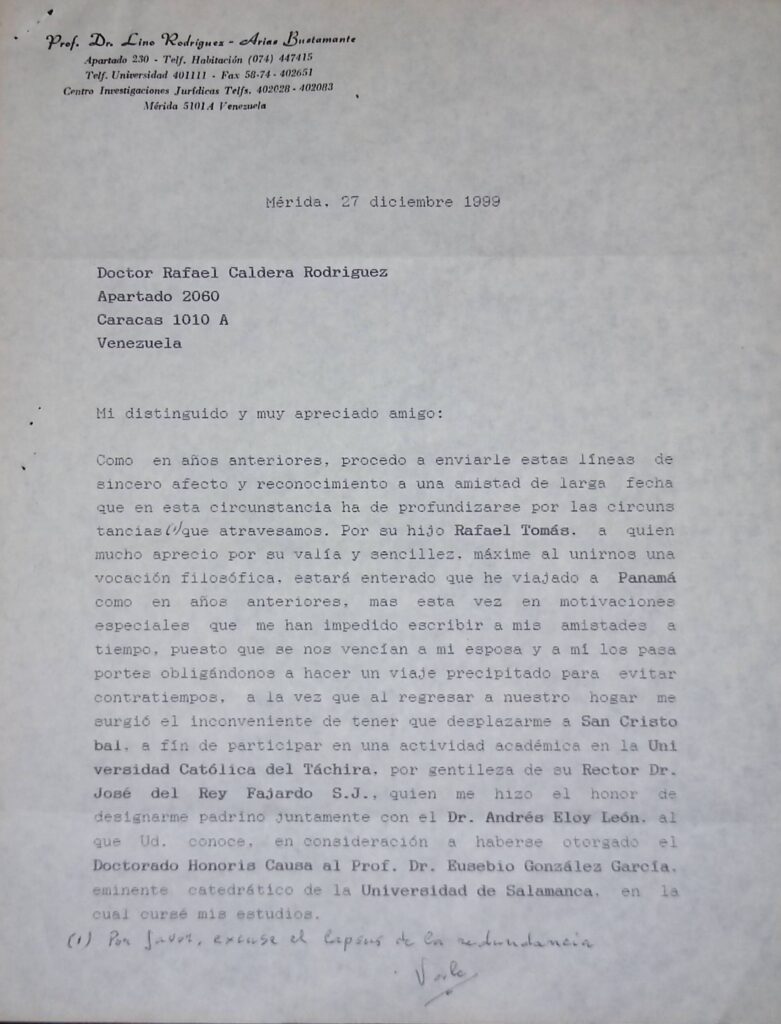 Prof. Dr. Lino Rodríguez - Arias Bustamante
Apartado 230 - Telf. Habitación (074) 447415
Telf. Universidad 401111 - Fax 58-74 - 402651
Centro Investigaciones Jurídicas Telfs. 402028 - 402083
Mérida 5101A Venezuela
Mérida. 27 diciembre 1999
Doctor Rafael Caldera Rodriguez
Apartado 2060
Caracas 1010 A
Venezuela
Mi distinguido y muy apreciado amigo:
Como en años anteriores, procedo a enviarle estas líneas de
sincero afecto y reconocimiento a una amistad de larga fecha
que en esta circunstancia ha de profundizarse por las circuns
tancias (1) que atravesamos. Por su hijo Rafael Tomás, a quien
mucho aprecio por su valía y sencillez, máxime al unirnos una
vocación filosófica, estará enterado que he viajado a Panamá
como en años anteriores, mas esta vez en motivaciones
especiales que me han impedido escribir a mis amistades a
tiempo, puesto que se nos vencían a mi esposa y a mí los pasa
portes obligándonos a hacer un viaje precipitado para evitar
contratiempos, a la vez que al regresar a nuestro hogar me
surgió el inconveniente de tener que desplazarme a San Cristo
bal, a fín de participar en una actividad académica en la Uni
versidad Católica del Táchira, por gentileza de su Rector Dr.
José del Rey Fajardo S.J., quien me hizo el honor de
designarme padrino juntamente con el Dr. Andrés Eloy León, al
que Ud. conoce, en consideración a haberse otorgado el
Doctorado Honoris Causa al Prof. Dr. Eusebio González García,
eminente catedrático de la Universidad de Salamanca, en la
cual cursé mis estudios.
(1) Por favor, excuse el lapsus de la redundancia
Vale